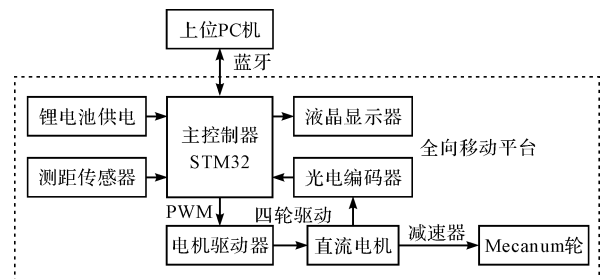 上位PC机
蓝牙
锂电池供电
主控制器
STM32
液晶显示器
全向移动平台
测距传感器
光电编码器
PWM
四轮驱动
减速器
电机驱动器
直流电机
Mecanum轮